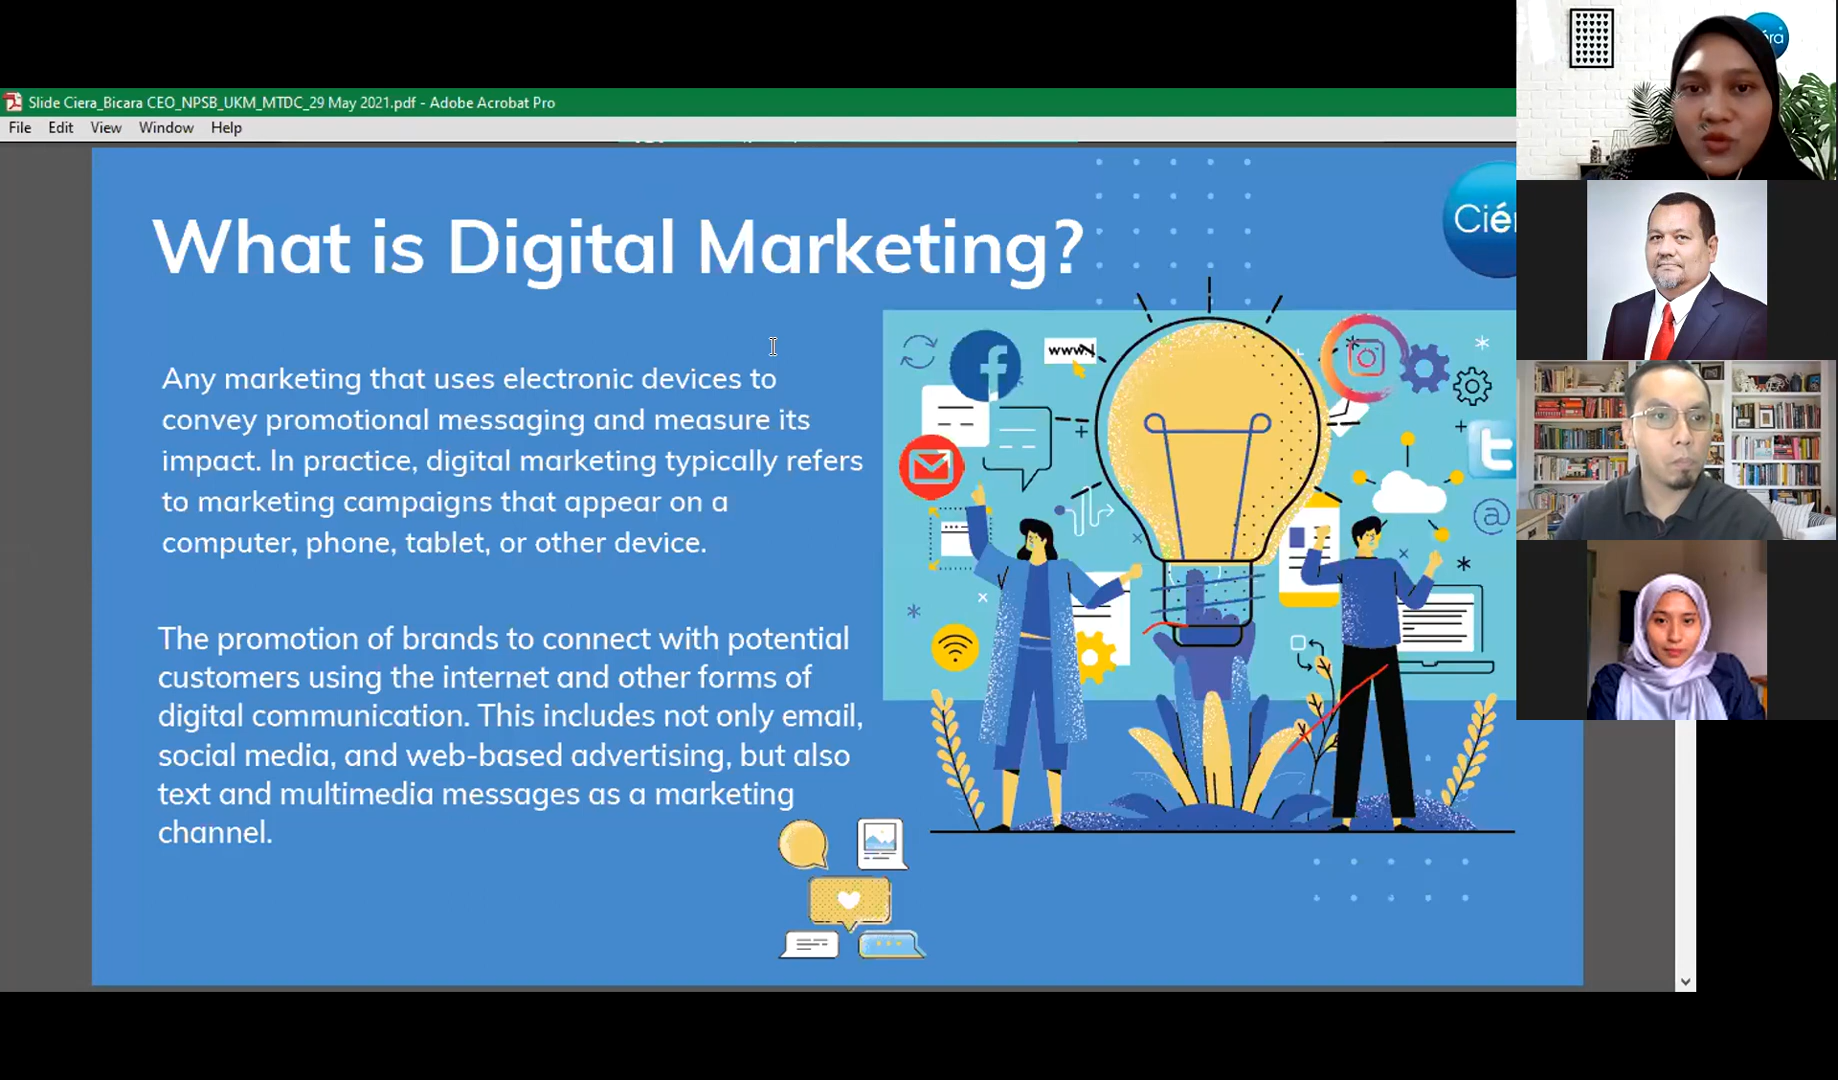 Slide Ciera_Bicara CEO_NPSB_UKM_MTDC_29 May 2021.pdf - Adobe Acrobat Pro
File Edit View Window Help
What is Digital Marketing?
Any marketing that uses electronic devices to
convey promotional messaging and measure its
impact. In practice, digital marketing typically refers
to marketing campaigns that appear on a
computer, phone, tablet, or other device.
The promotion of brands to connect with potential
customers using the internet and other forms of
digital communication. This includes not only email,
social media, and web-based advertising, but also
text and multimedia messages as a marketing
channel.
www.
@